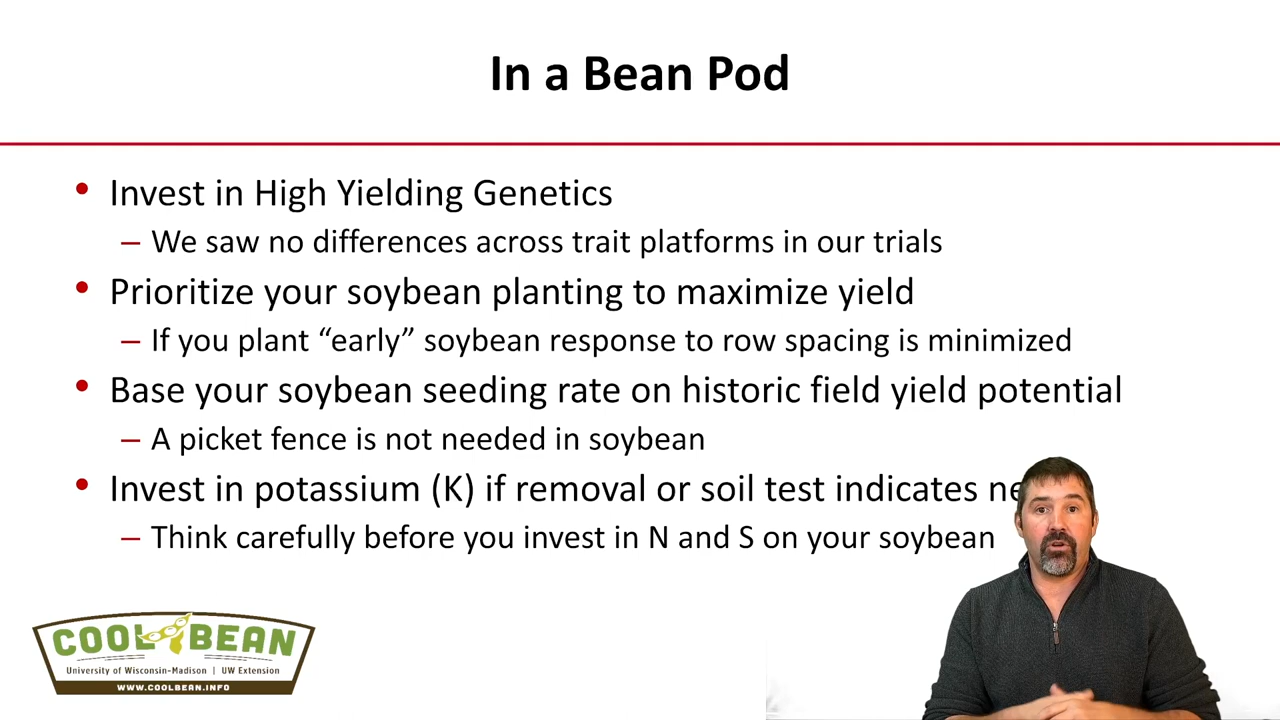 In a Bean Pod
• Invest in High Yielding Genetics
– We saw no differences across trait platforms in our trials
• Prioritize your soybean planting to maximize yield
– If you plant “early” soybean response to row spacing is minimized
• Base your soybean seeding rate on historic field yield potential
– A picket fence is not needed in soybean
• Invest in potassium (K) if removal or soil test indicates
– Think carefully before you invest in N and S on your soybean
COOL BEAN
University of Wisconsin-Madison | UW Extension
WWW.COOLBEAN.INFO